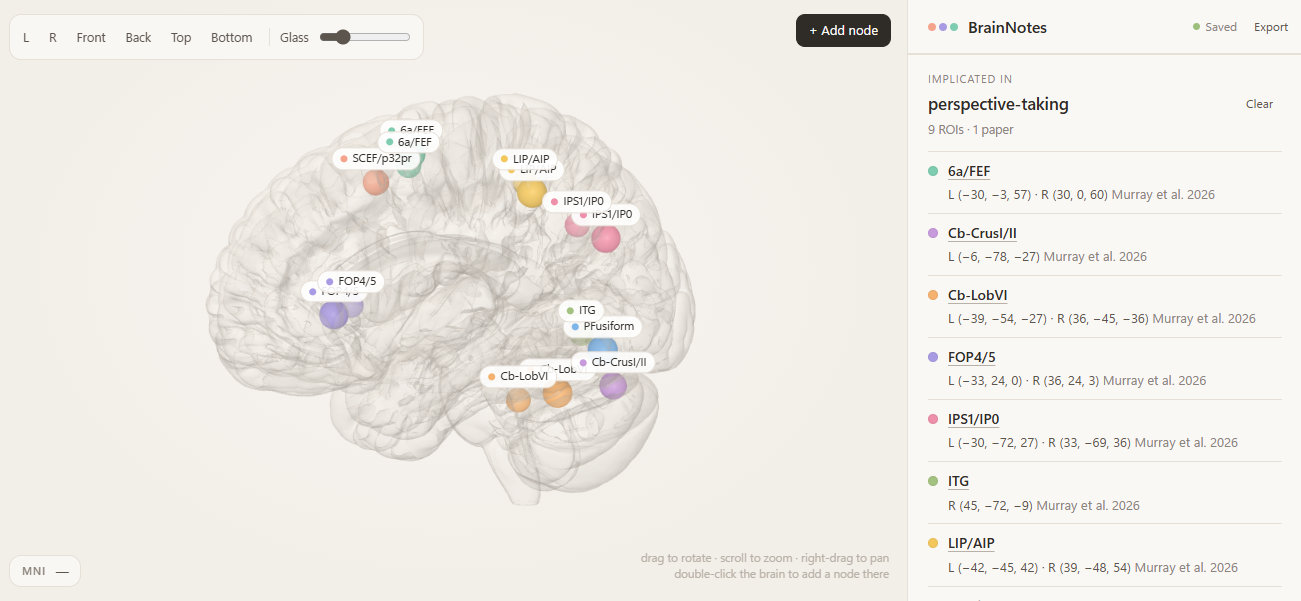 L R Front Back Top Bottom Glass
+ Add node
6a/FEF
6a/FEF
SCEF/p32pr
LIP/AIP
LIP/AIP
IPS1/IP0
IPS1/IP0
FOP4/5
FOP4/5
ITG
PFusiform
Cb-CrusI/II
Cb-Lob
Cb-LobVI
MNI —
drag to rotate · scroll to zoom · right-drag to pan
double-click the brain to add a node there
BrainNotes
Saved Export
IMPLICATED IN
perspective-taking
Clear
9 ROIs · 1 paper
6a/FEF
L (−30, −3, 57) · R (30, 0, 60) Murray et al. 2026
Cb-CrusI/II
L (−6, −78, −27) Murray et al. 2026
Cb-LobVI
L (−39, −54, −27) · R (36, −45, −36) Murray et al. 2026
FOP4/5
L (−33, 24, 0) · R (36, 24, 3) Murray et al. 2026
IPS1/IP0
L (−30, −72, 27) · R (33, −69, 36) Murray et al. 2026
ITG
R (45, −72, −9) Murray et al. 2026
LIP/AIP
L (−42, −45, 42) · R (39, −48, 54) Murray et al. 2026